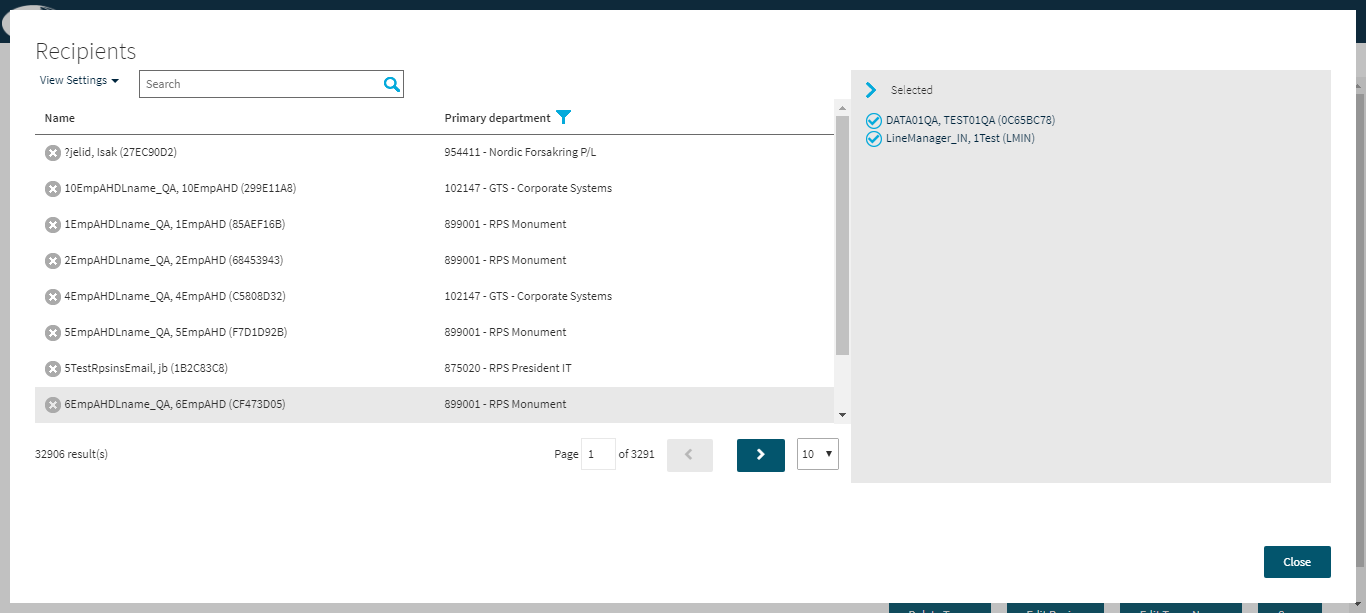 Recipients
View Settings
Search
Name Primary department
?jelid, Isak (27EC90D2) 954411 - Nordic Forsakring P/L
10EmpAHDLname_QA, 10EmpAHD (299E11A8) 102147 - GTS - Corporate Systems
1EmpAHDLname_QA, 1EmpAHD (85AEF16B) 899001 - RPS Monument
2EmpAHDLname_QA, 2EmpAHD (68453943) 899001 - RPS Monument
4EmpAHDLname_QA, 4EmpAHD (C5808D32) 102147 - GTS - Corporate Systems
5EmpAHDLname_QA, 5EmpAHD (F7D1D92B) 899001 - RPS Monument
5TestRpsinsEmail, jb (1B2C83C8) 875020 - RPS President IT
6EmpAHDLname_QA, 6EmpAHD (CF473D05) 899001 - RPS Monument
32906 result(s) Page 1 of 3291 10
Selected
DATA01QA, TEST01QA (0C65BC78)
LineManager_IN, 1Test (LMIN)
Close